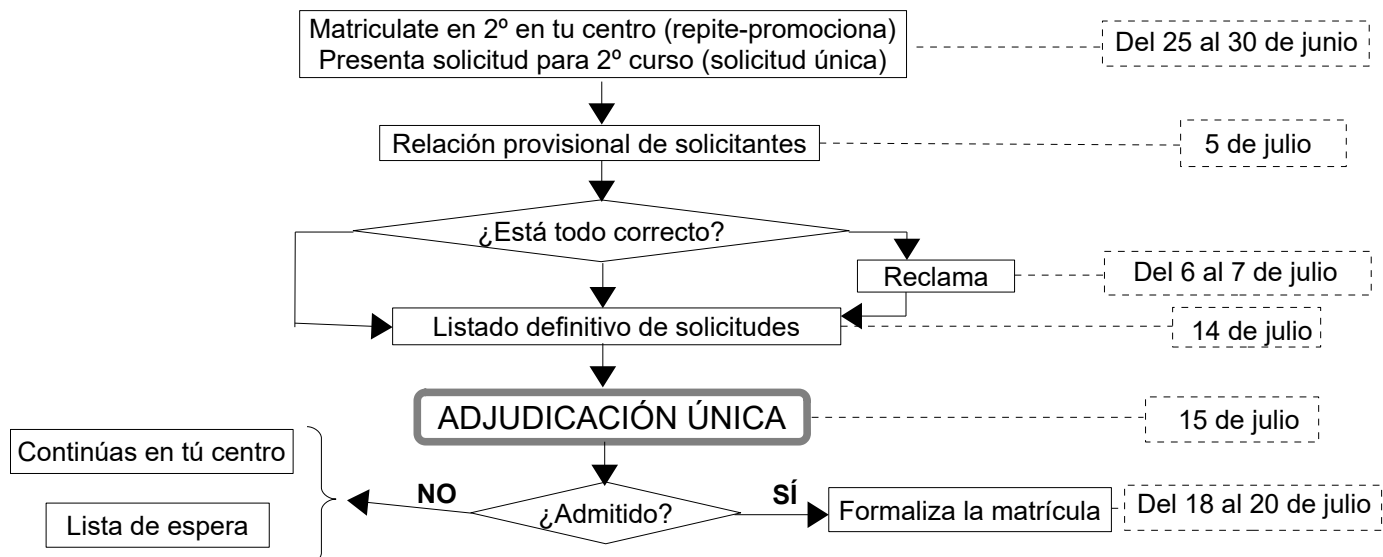 Matriculate en 2º en tu centro (repite-promociona)
Presenta solicitud para 2º curso (solicitud única)
Del 25 al 30 de junio
Relación provisional de solicitantes
5 de julio
¿Está todo correcto?
Reclama
Del 6 al 7 de julio
Listado definitivo de solicitudes
14 de julio
ADJUDICACIÓN ÚNICA
15 de julio
Continúas en tú centro
Lista de espera
NO
¿Admitido?
SÍ
Formaliza la matrícula
Del 18 al 20 de julio